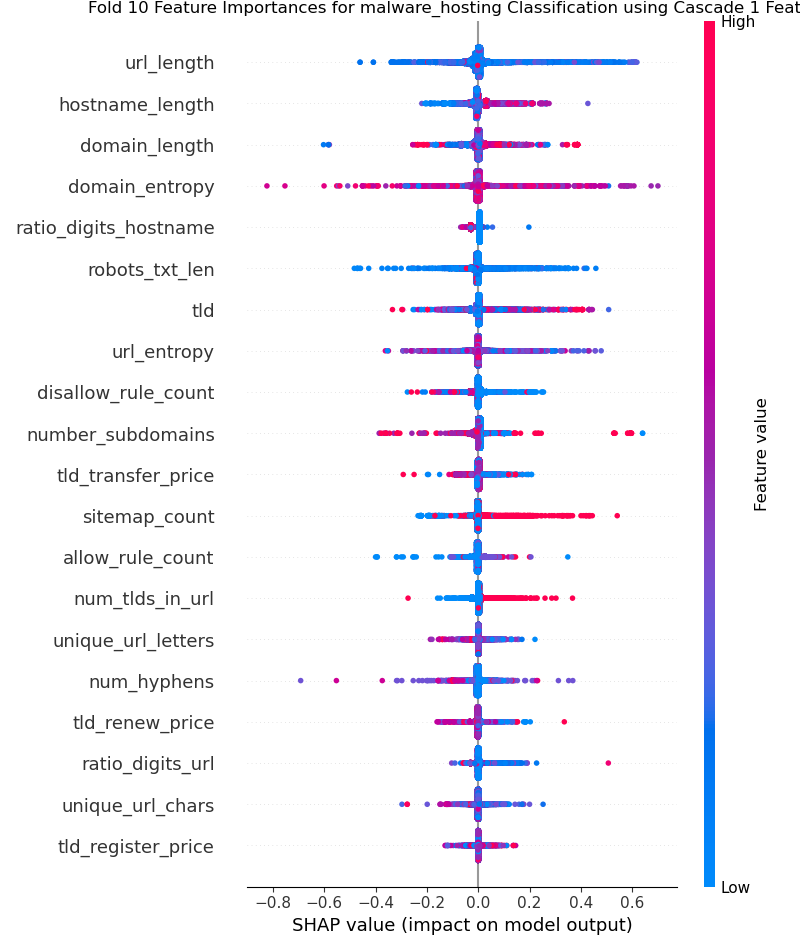 Fold 10 Feature Importances for malware_hosting Classification using Cascade 1 Feat
High
url_length
hostname_length
domain_length
domain_entropy
ratio_digits_hostname
robots_txt_len
tld
url_entropy
disallow_rule_count
number_subdomains
tld_transfer_price
sitemap_count
allow_rule_count
num_tlds_in_url
unique_url_letters
num_hyphens
tld_renew_price
ratio_digits_url
unique_url_chars
tld_register_price
Feature value
Low
−0.8 −0.6 −0.4 −0.2 0.0 0.2 0.4 0.6
SHAP value (impact on model output)